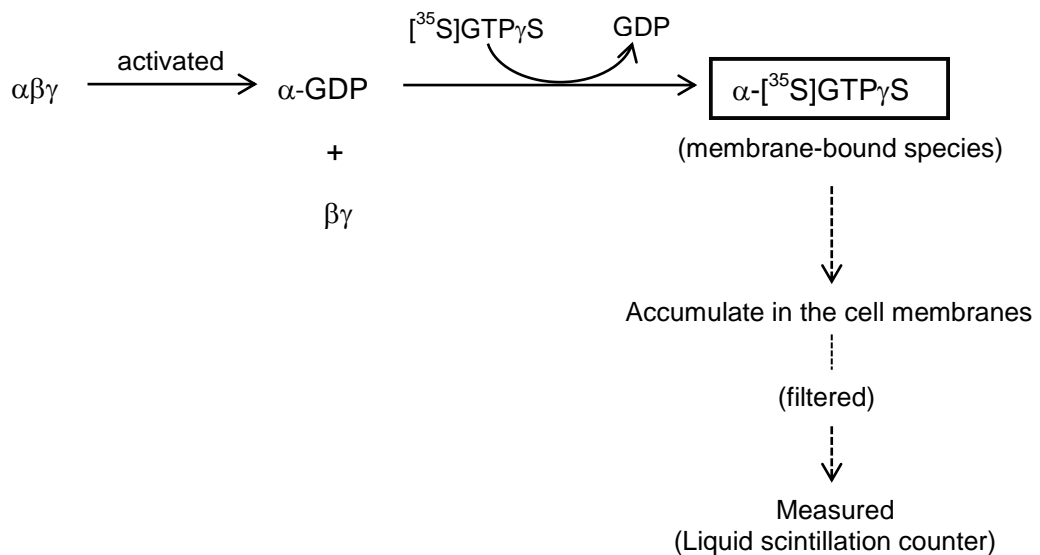 [³⁵S]GTPγS GDP
activated
αβγ α-GDP α-[³⁵S]GTPγS
(membrane-bound species)
+
βγ
Accumulate in the cell membranes
(filtered)
Measured
(Liquid scintillation counter)